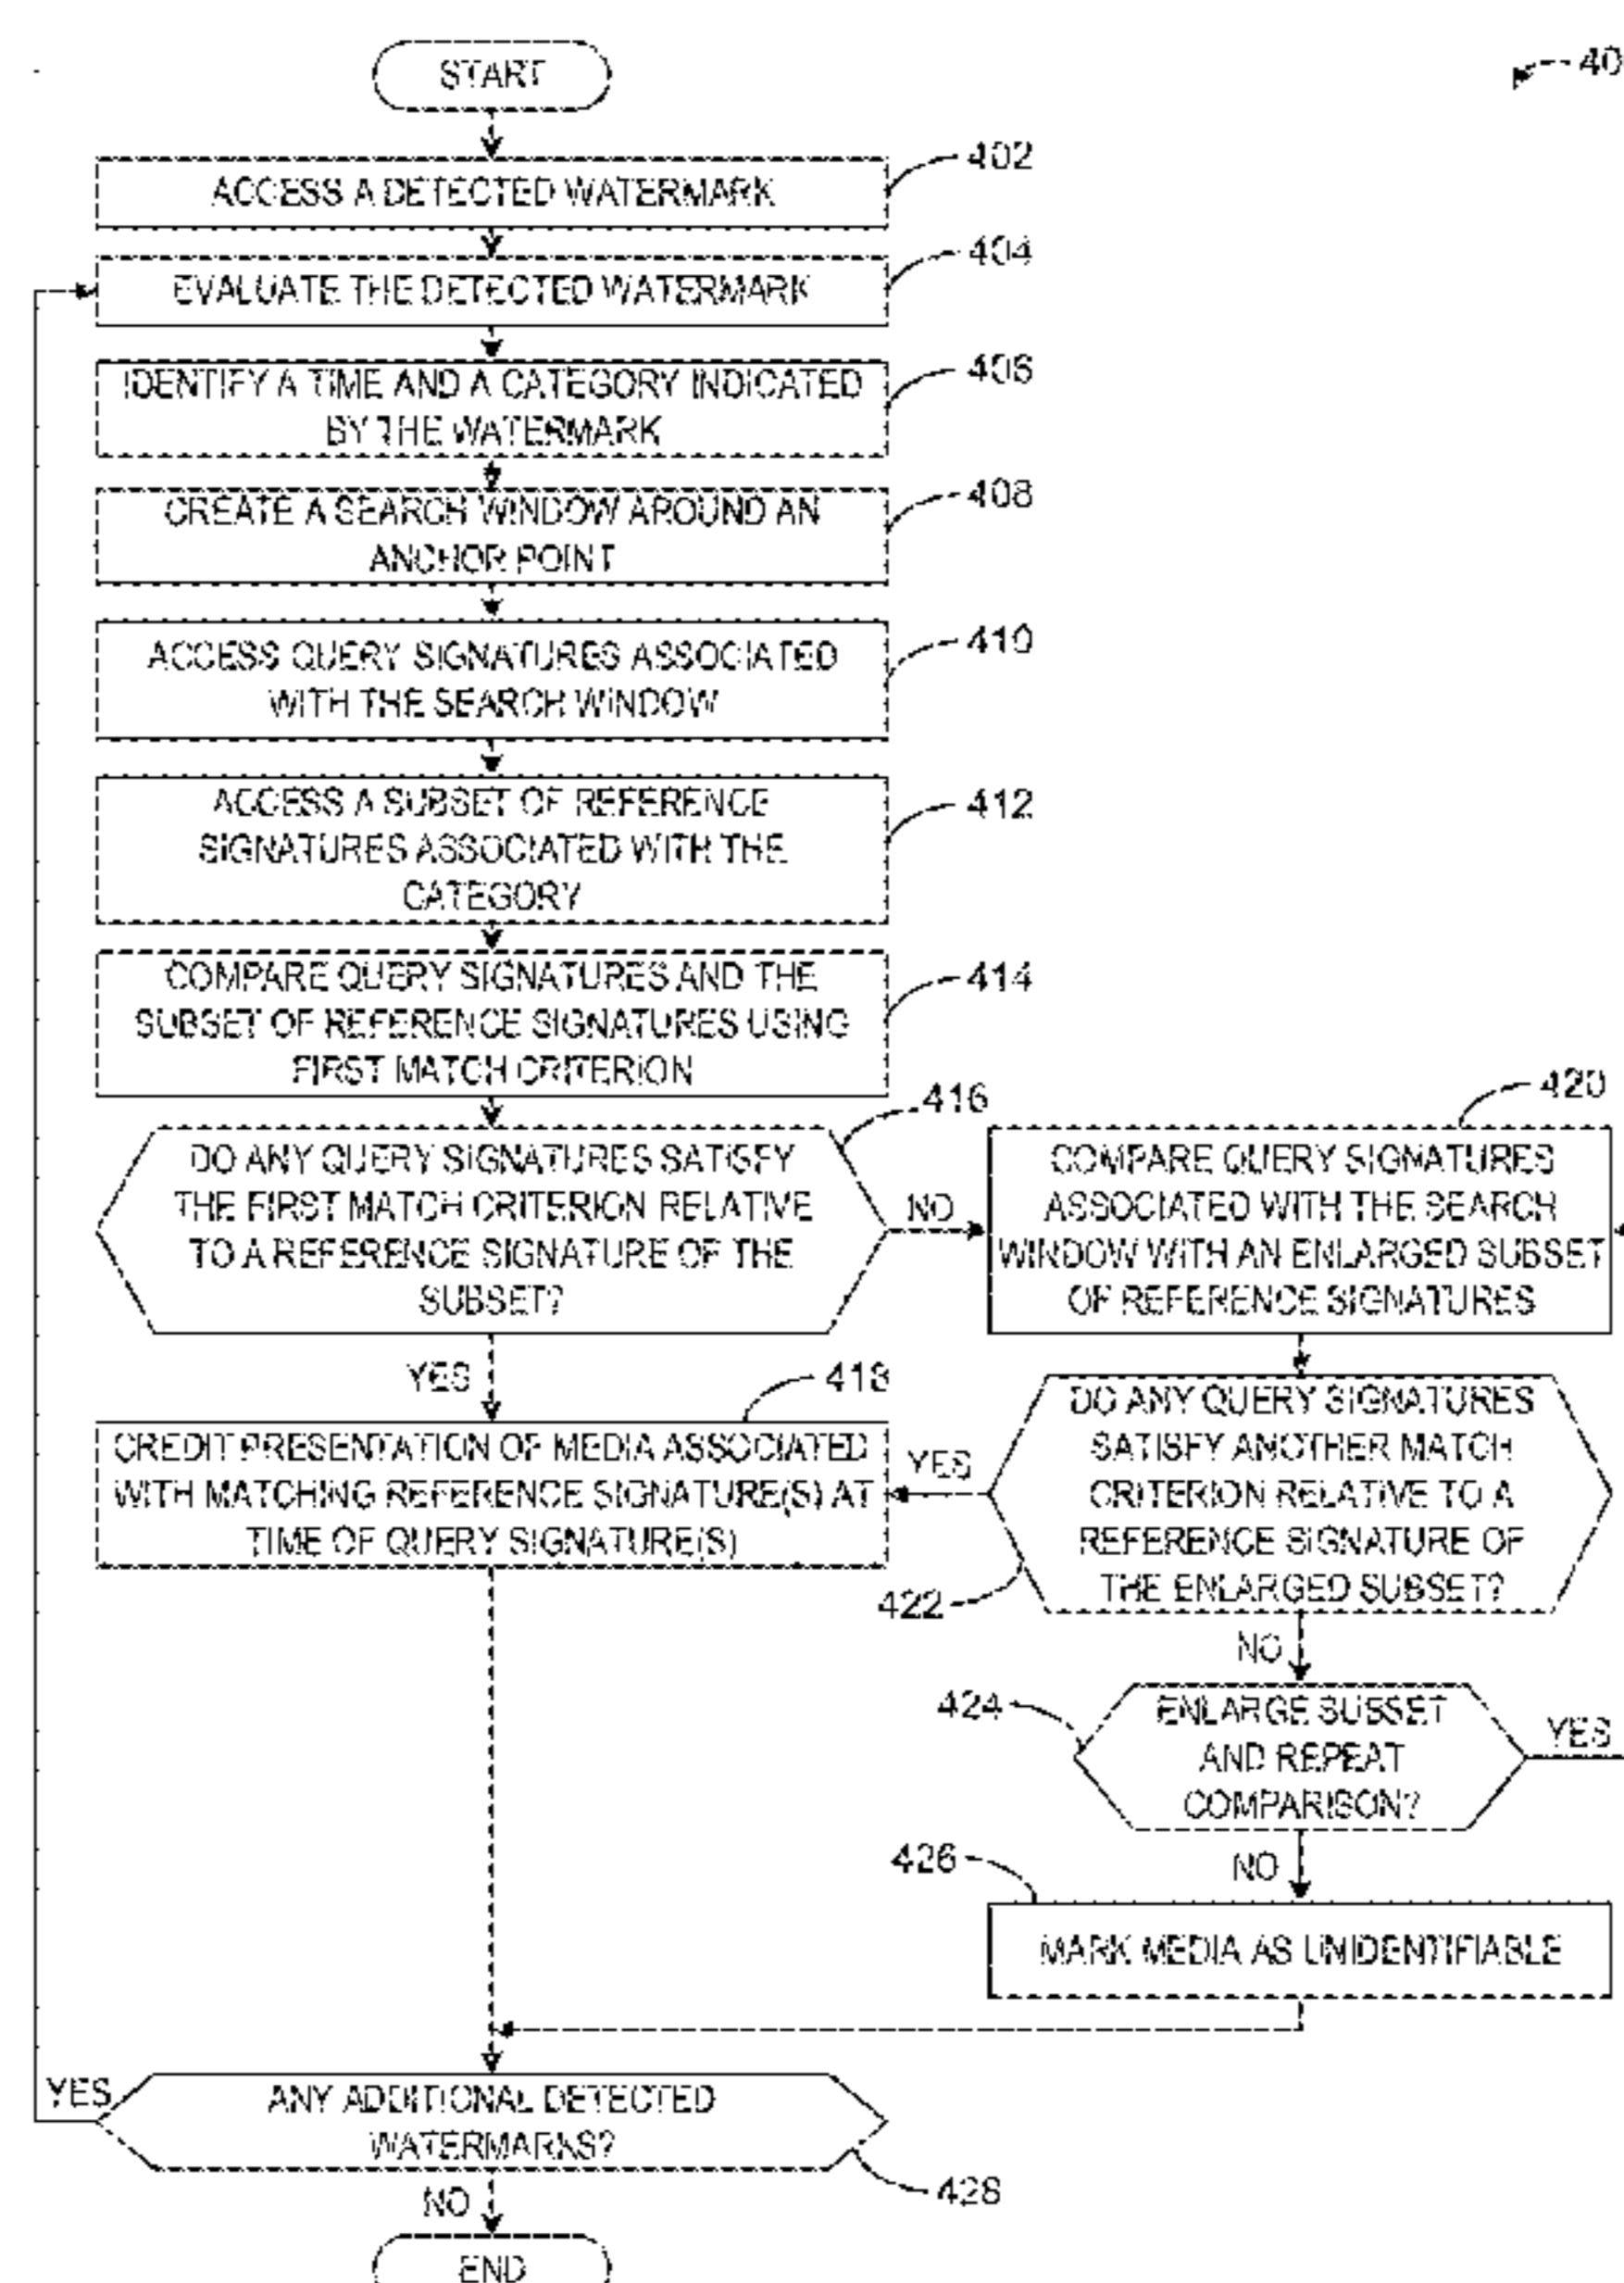 START
40
402
ACCESS A DETECTED WATERMARK
404
EVALUATE THE DETECTED WATERMARK
406
IDENTIFY A TIME AND A CATEGORY INDICATED
BY THE WATERMARK
408
CREATE A SEARCH WINDOW AROUND AN
ANCHOR POINT
410
ACCESS QUERY SIGNATURES ASSOCIATED
WITH THE SEARCH WINDOW
412
ACCESS A SUBSET OF REFERENCE
SIGNATURES ASSOCIATED WITH THE
CATEGORY
414
COMPARE QUERY SIGNATURES AND THE
SUBSET OF REFERENCE SIGNATURES USING
FIRST MATCH CRITERION
416
DO ANY QUERY SIGNATURES SATISFY
THE FIRST MATCH CRITERION RELATIVE
TO A REFERENCE SIGNATURE OF THE
SUBSET?
NO
420
COMPARE QUERY SIGNATURES
ASSOCIATED WITH THE SEARCH
WINDOW WITH AN ENLARGED SUBSET
OF REFERENCE SIGNATURES
YES
418
CREDIT PRESENTATION OF MEDIA ASSOCIATED
WITH MATCHING REFERENCE SIGNATURE(S) AT
TIME OF QUERY SIGNATURE(S)
YES
DO ANY QUERY SIGNATURES
SATISFY ANOTHER MATCH
CRITERION RELATIVE TO A
REFERENCE SIGNATURE OF
THE ENLARGED SUBSET?
422
NO
424
ENLARGE SUBSET
AND REPEAT
COMPARISON?
YES
NO
426
MARK MEDIA AS UNIDENTIFIABLE
YES
ANY ADDITIONAL DETECTED
WATERMARKS?
428
NO
END